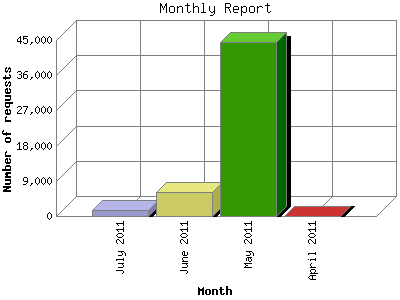 Monthly Report
Number of requests
45,000
36,000
27,000
18,000
9,000
0
July 2011
June 2011
May 2011
April 2011
Month